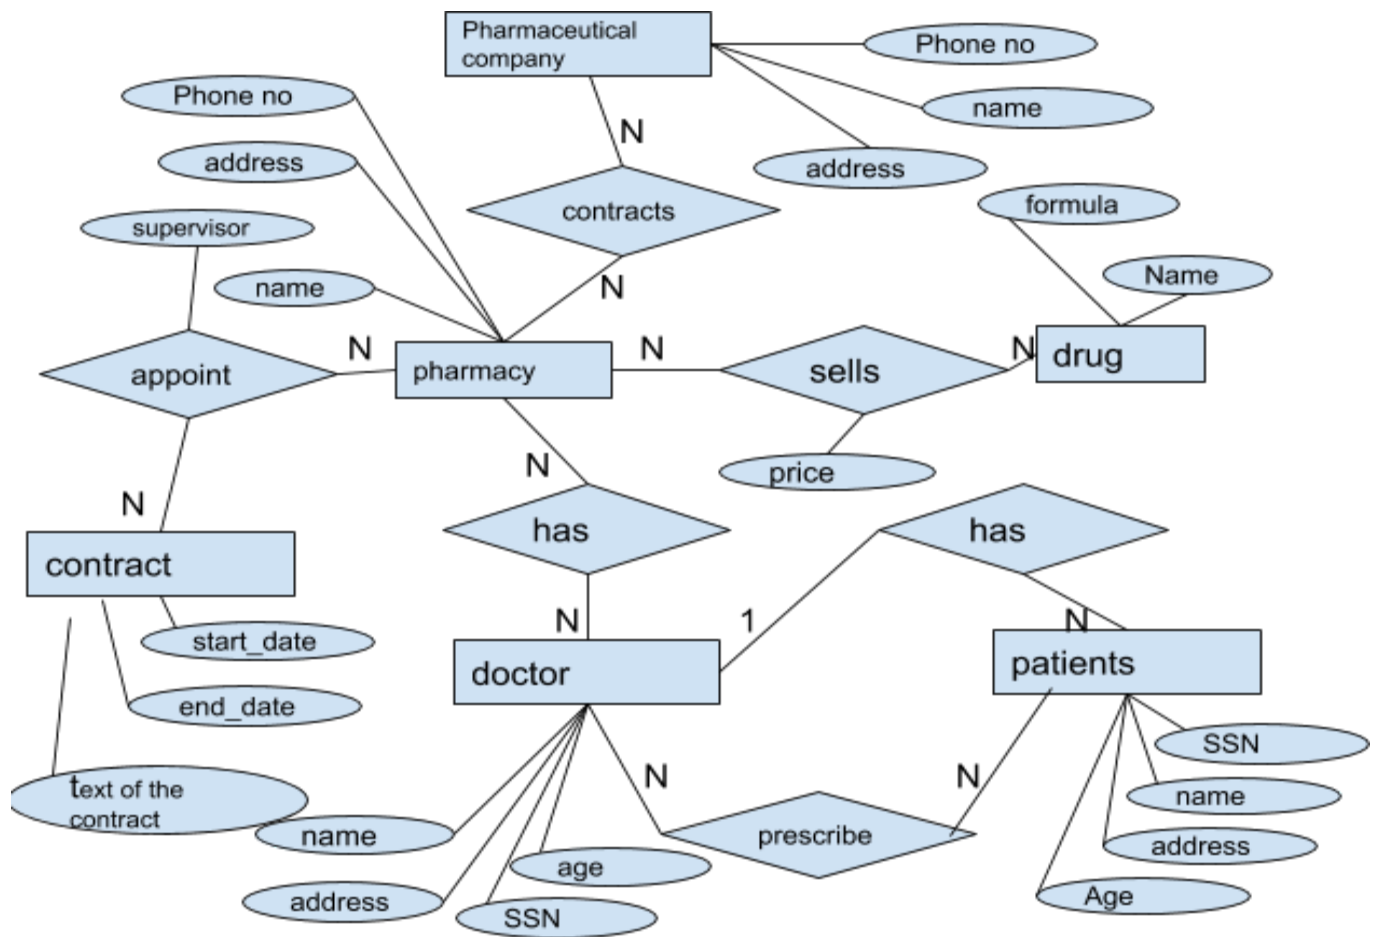 Pharmaceutical
company
Phone no
name
address
Phone no
address
supervisor
name
N
contracts
N
formula
Name
appoint
N
pharmacy
N
sells
N
drug
price
N
contract
start_date
end_date
text of the
contract
N
has
N
doctor
1
has
N
patients
name
address
SSN
age
N
prescribe
N
SSN
name
address
Age